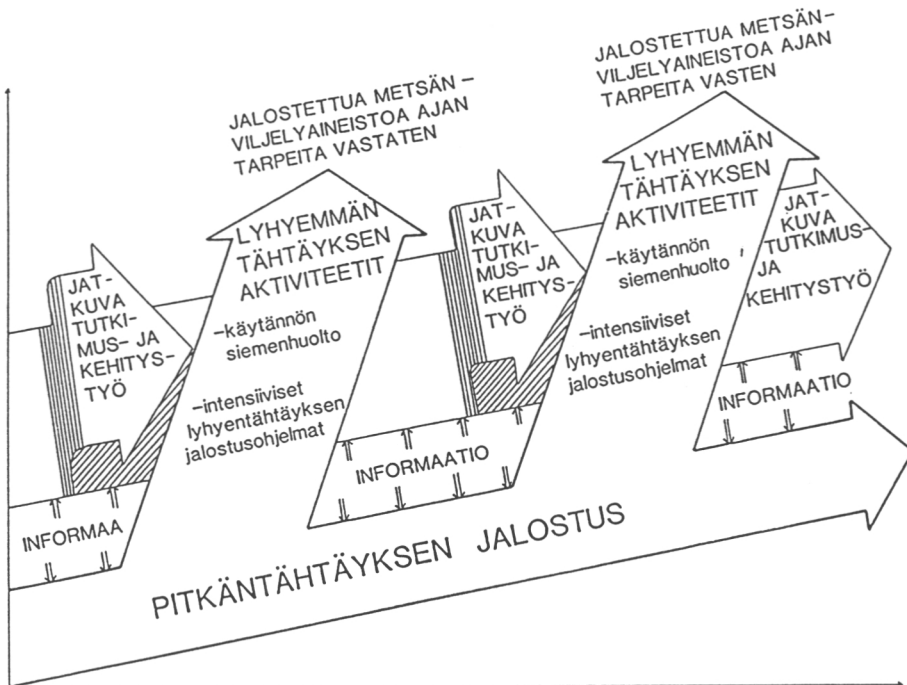 JALOSTETTUA METSÄN –
VILJELYAINEISTOA AJAN
TARPEITA VASTATEN
JALOSTETTUA METSÄN–
VILJELYAINEISTOA AJAN
TARPEITA VASTEN
JAT–
KUVA
TUTKI–
MUS– JA
KEHITYS–
TYÖ
LYHYEMMÄN
TÄHTÄYKSEN
AKTIVITEETIT
–käytännön
siemenhuolto
–intensiiviset
lyhyentähtäyksen
jalostusohjelmat
JAT–
KUVA
TUTKI–
MUS– JA
KEHITYS–
TYÖ
LYHYEMMÄN
TÄHTÄYKSEN
AKTIVITEETIT
–käytännön
siemenhuolto
–intensiiviset
lyhyentähtäyksen
jalostusohjelmat
JAT–
KUVA
TUTKIMUS–
JA
KEHITYSTYÖ
INFORMAA
INFORMAATIO
INFORMAATIO
PITKÄNTÄHTÄYKSEN JALOSTUS